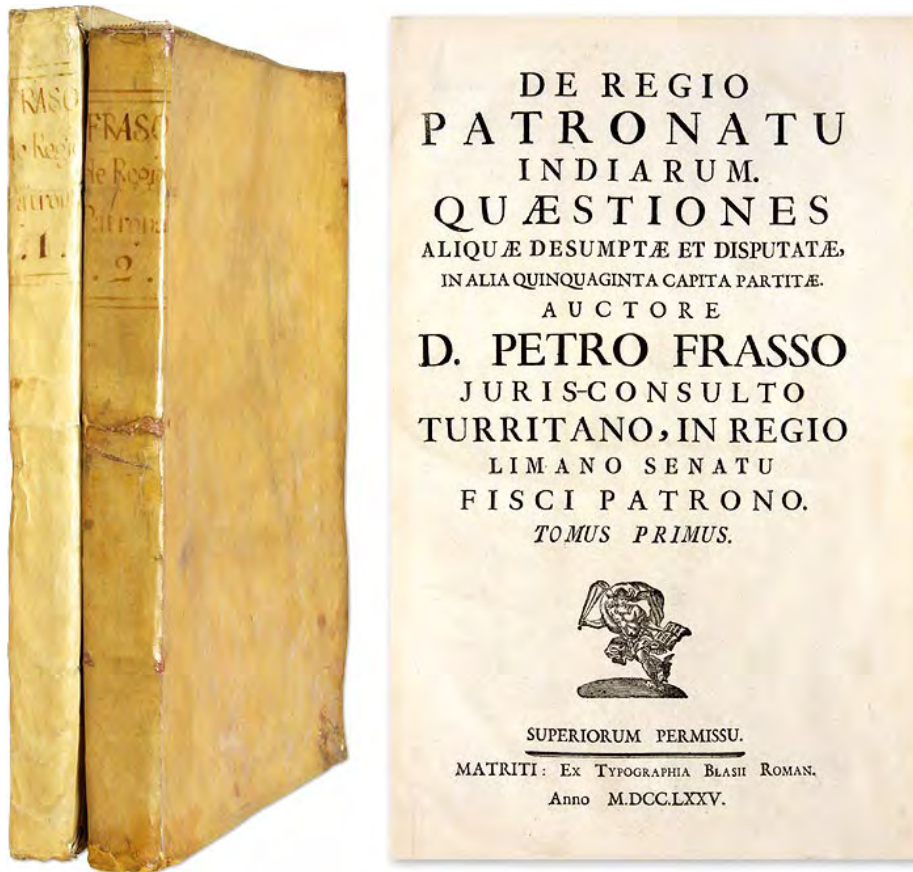 RASO
de Regio
Patron
.1.
FRASO
de Regio
Patrona
.2.
DE REGIO
PATRONATU
INDIARUM.
QUÆSTIONES
ALIQUÆ DESUMPTÆ ET DISPUTATÆ,
IN ALIA QUINQUAGINTA CAPITA PARTITÆ.
AUCTORE
D. PETRO FRASSO
JURIS-CONSULTO
TURRITANO, IN REGIO
LIMANO SENATU
FISCI PATRONO.
TOMUS PRIMUS.
SUPERIORUM PERMISSU.
MATRITI: EX TYPOGRAPHIA BLASII ROMAN.
Anno M.DCC.LXXV.